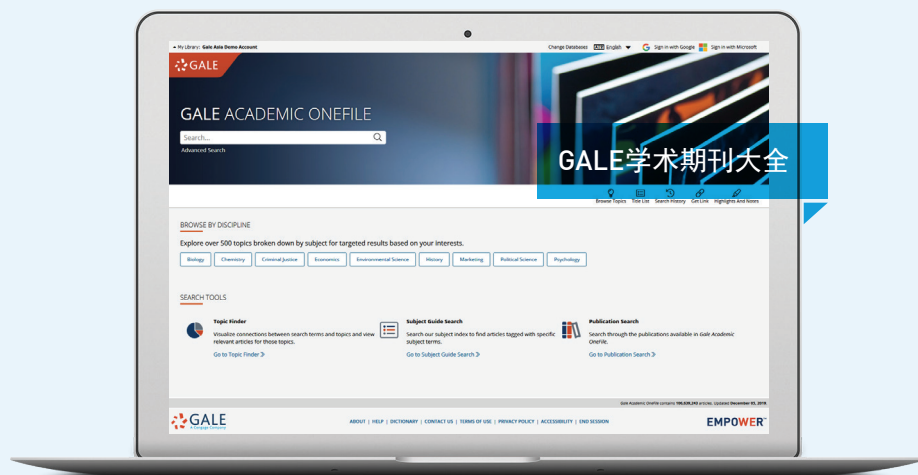 My Library: Gale Asia Demo Account
Change Databases
English
Sign in with Google
Sign in with Microsoft
GALE
GALE ACADEMIC ONEFILE
Search...
Advanced Search
GALE学术期刊大全
Browse Topics
Title List
Search History
Get Link
Highlights And Notes
BROWSE BY DISCIPLINE
Explore over 500 topics broken down by subject for targeted results based on your interests.
Biology
Chemistry
Criminal Justice
Economics
Environmental Science
History
Marketing
Political Science
Psychology
SEARCH TOOLS
Topic Finder
Visualize connections between search terms and topics and view
relevant articles for those topics.
Go to Topic Finder
Subject Guide Search
Search our subject index to find articles tagged with specific
subject terms.
Go to Subject Guide Search
Publication Search
Search through the publications available in Gale Academic
OneFile.
Go to Publication Search
GALE
A Cengage Company
ABOUT | HELP | DICTIONARY | CONTACT US | TERMS OF USE | PRIVACY POLICY | ACCESSIBILITY | END SESSION
EMPOWER